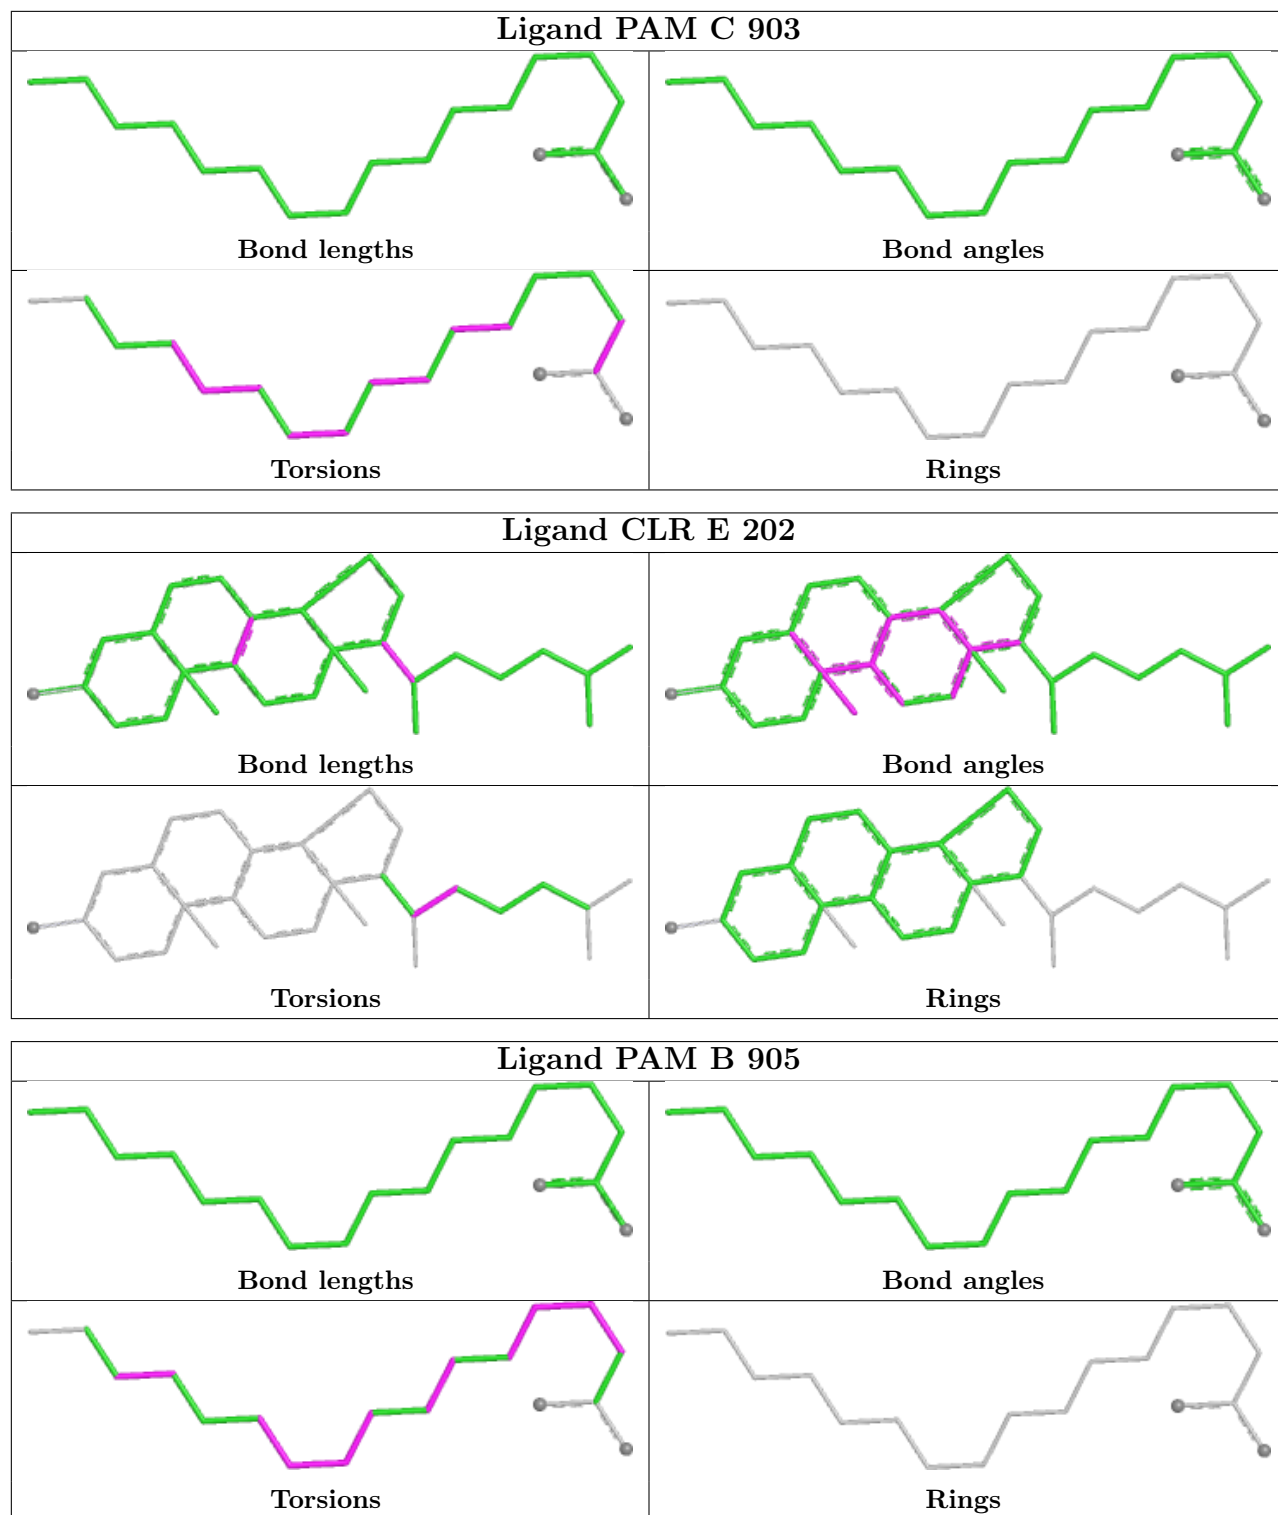 Ligand PAM C 903
Bond lengths
Bond angles
Torsions
Rings
Ligand CLR E 202
Bond lengths
Bond angles
Torsions
Rings
Ligand PAM B 905
Bond lengths
Bond angles
Torsions
Rings